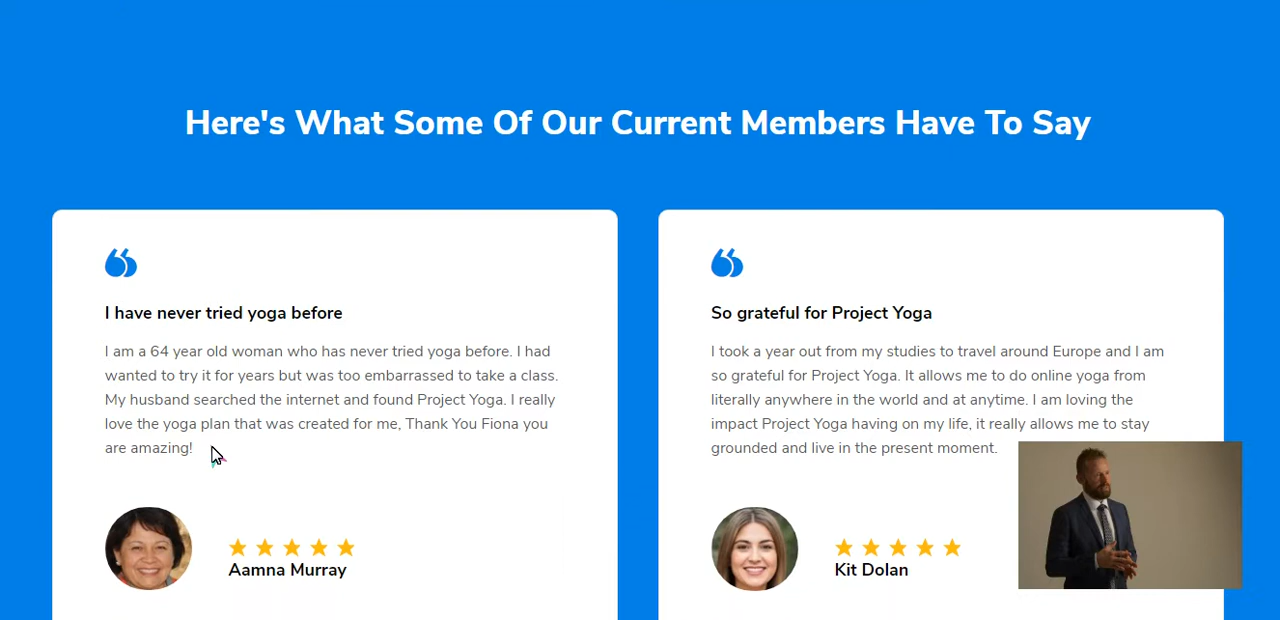 Here's What Some Of Our Current Members Have To Say
I have never tried yoga before
I am a 64 year old woman who has never tried yoga before. I had
wanted to try it for years but was too embarrassed to take a class.
My husband searched the internet and found Project Yoga. I really
love the yoga plan that was created for me, Thank You Fiona you
are amazing!
Aamna Murray
So grateful for Project Yoga
I took a year out from my studies to travel around Europe and I am
so grateful for Project Yoga. It allows me to do online yoga from
literally anywhere in the world and at anytime. I am loving the
impact Project Yoga having on my life, it really allows me to stay
grounded and live in the present moment.
Kit Dolan